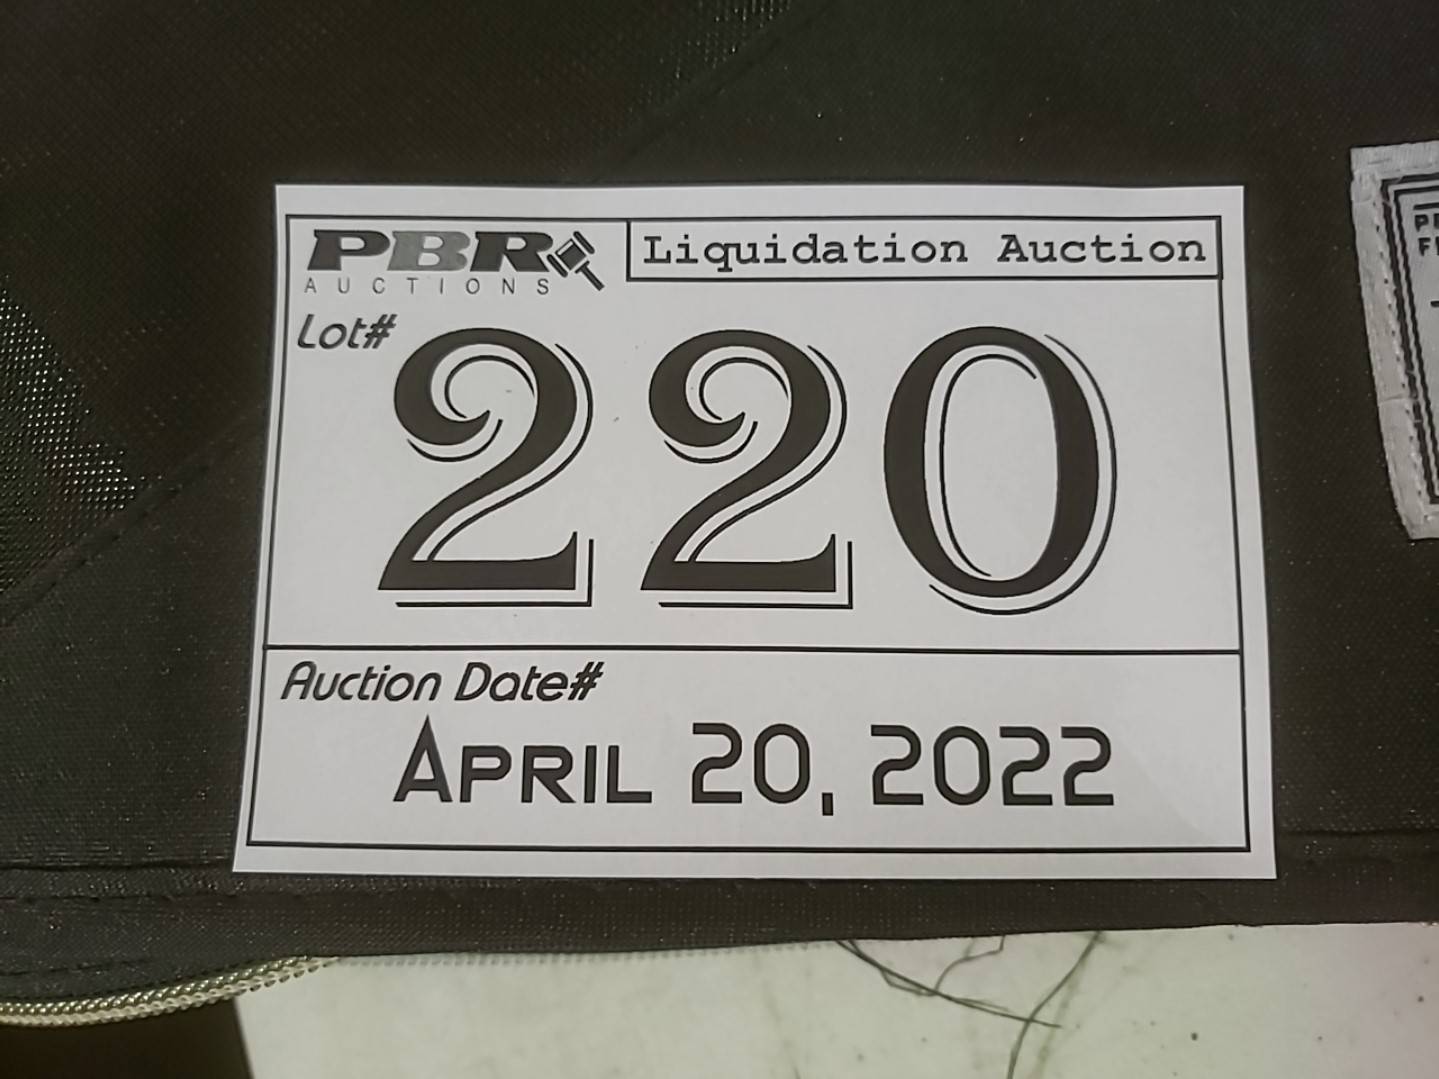 PBR
AUCTIONS
Liquidation Auction
Lot#
220
Auction Date#
April 20, 2022